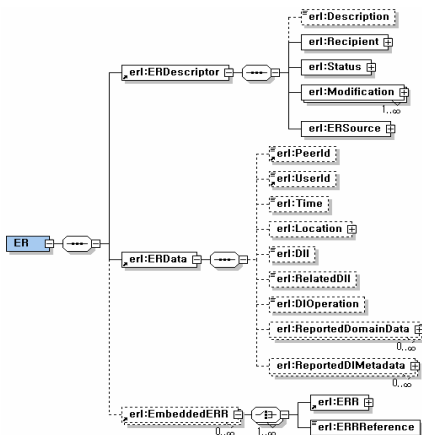 erl:Description
erl:Recipient
erl:Status
erl:Modification
1..∞
erl:ERSource
erl:ERDescriptor
erl:PeerId
erl:UserId
erl:Time
erl:Location
erl:DII
erl:RelatedDII
erl:DIOperation
erl:ReportedDomainData
0..∞
erl:ReportedDIMetadata
0..∞
ER
erl:ERData
erl:EmbeddedERR
0..∞
1..∞
erl:ERR
erl:ERRReference